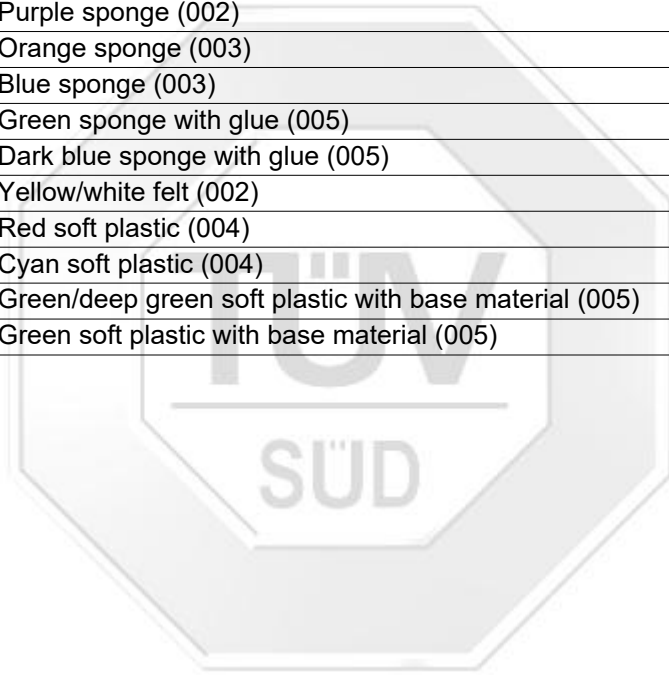 Purple sponge (002)
Orange sponge (003)
Blue sponge (003)
Green sponge with glue (005)
Dark blue sponge with glue (005)
Yellow/white felt (002)
Red soft plastic (004)
Cyan soft plastic (004)
Green/deep green soft plastic with base material (005)
Green soft plastic with base material (005)
TÜV
SÜD